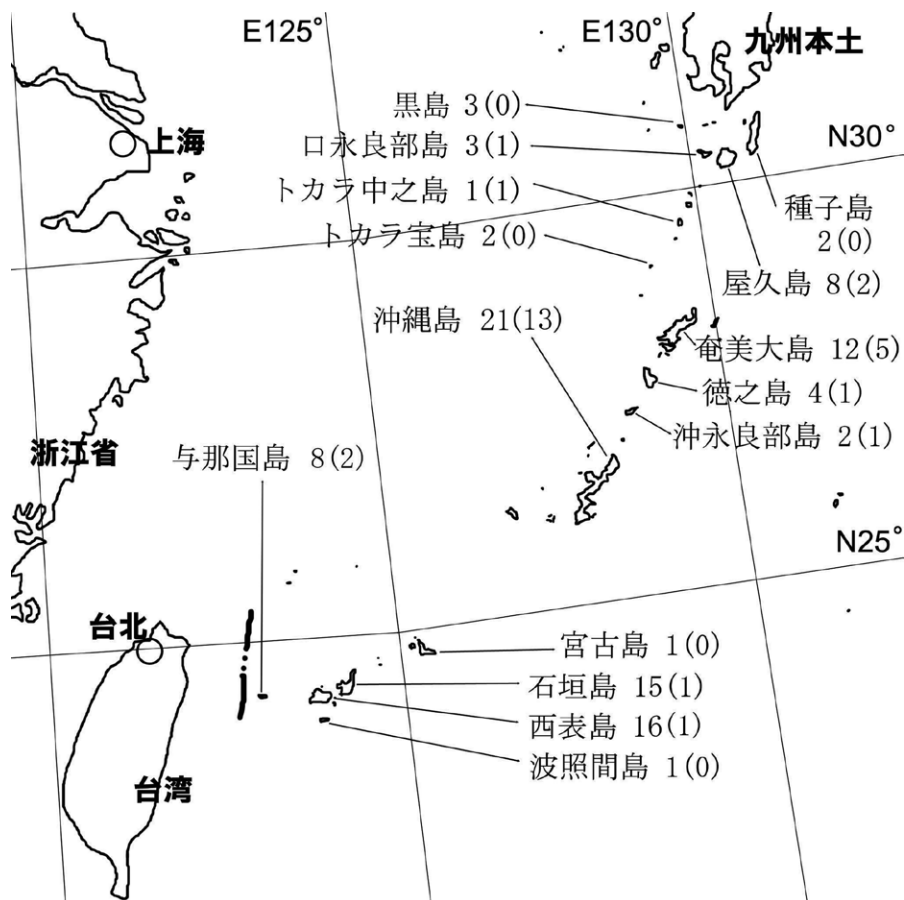 E125°
E130°
九州本土
黒島 3(0)
上海
N30°
口永良部島 3(1)
トカラ中之島 1(1)
種子島
2(0)
トカラ宝島 2(0)
屋久島 8(2)
沖縄島 21(13)
奄美大島 12(5)
徳之島 4(1)
沖永良部島 2(1)
浙江省
与那国島 8(2)
N25°
台北
宮古島 1(0)
石垣島 15(1)
西表島 16(1)
波照間島 1(0)
台湾